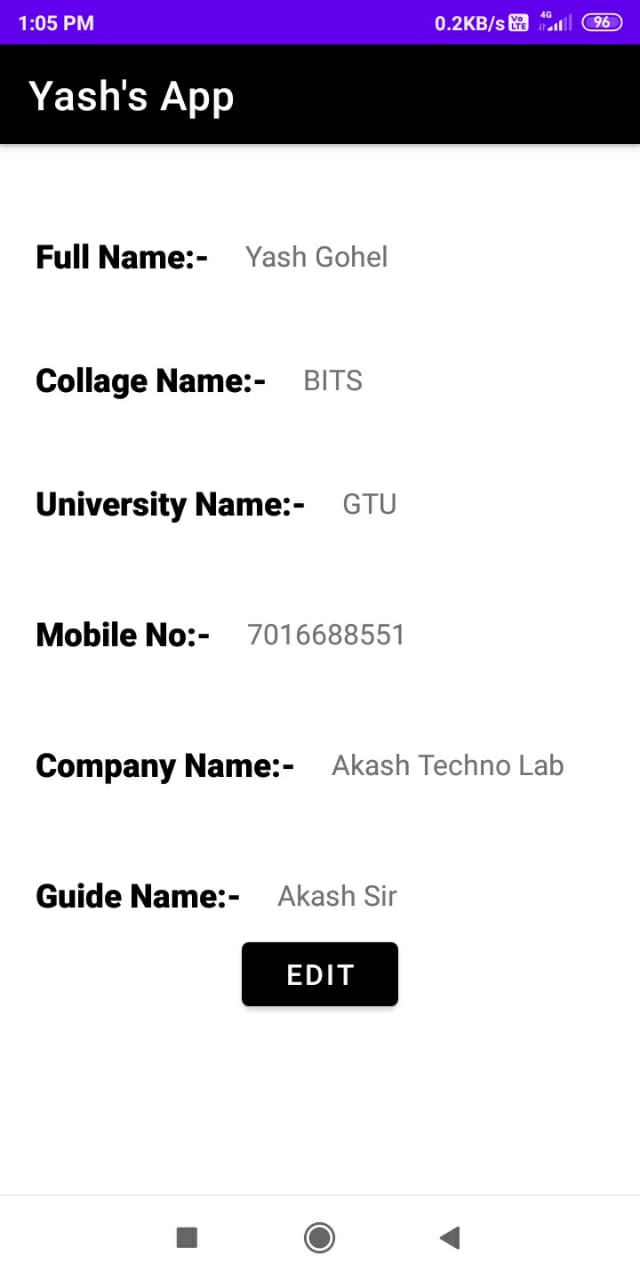 1:05 PM 0.2KB/s Vo LTE 4G 96
Yash's App
Full Name:- Yash Gohel
Collage Name:- BITS
University Name:- GTU
Mobile No:- 7016688551
Company Name:- Akash Techno Lab
Guide Name:- Akash Sir
EDIT